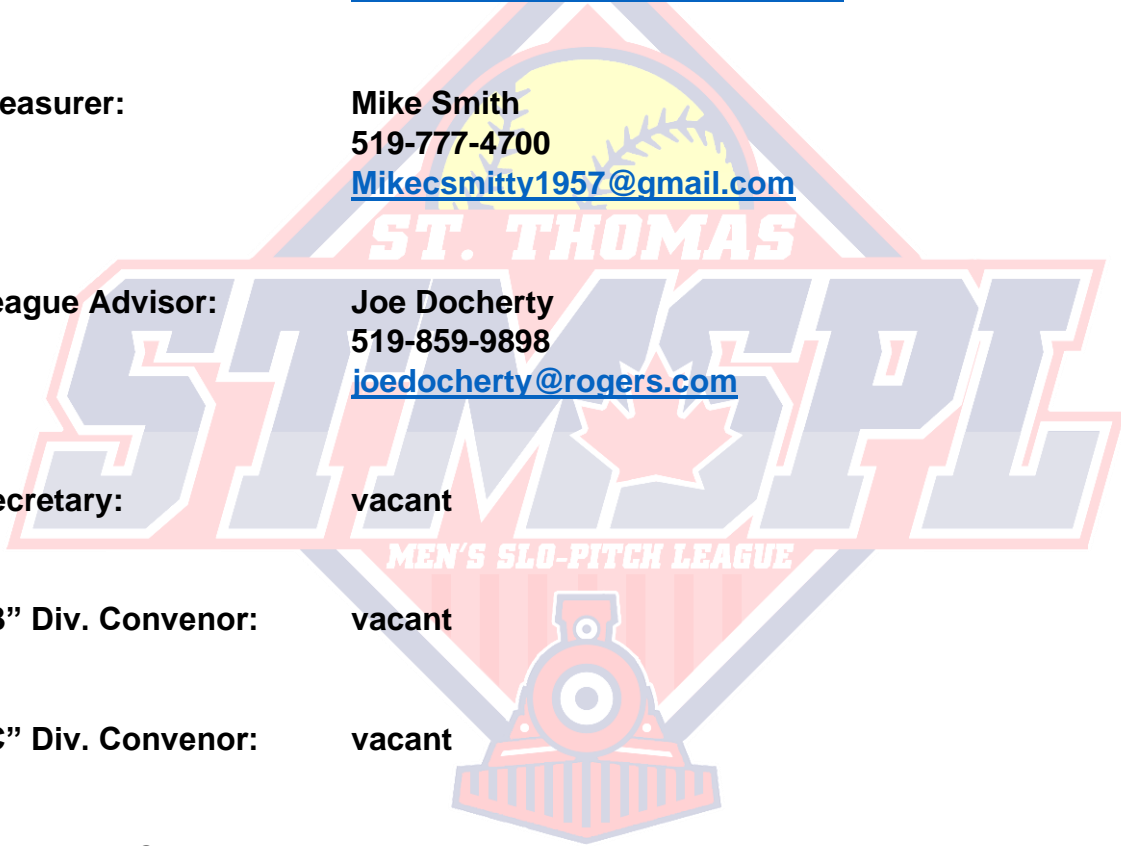 easurer: Mike Smith
519-777-4700
Mikecsmitty1957@gmail.com
ST. THOMAS
eague Advisor: Joe Docherty
519-859-9898
joedocherty@rogers.com
STMSPL
ecretary: vacant
MEN'S SLO-PITCH LEAGUE
B” Div. Convenor: vacant
C” Div. Convenor: vacant